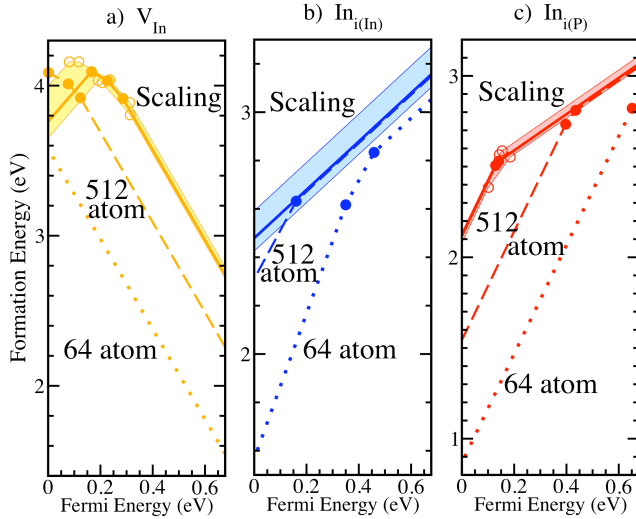 a) V_In
b) In_i(In)
c) In_i(P)
Formation Energy (eV)
4
3
2
Scaling
512
atom
64 atom
0
0.2
0.4
0.6
Fermi Energy (eV)
3
2
Scaling
512
atom
64 atom
0
0.2
0.4
0.6
Fermi Energy (eV)
3
2
1
Scaling
512
atom
64 atom
0
0.2
0.4
0.6
Fermi Energy (eV)